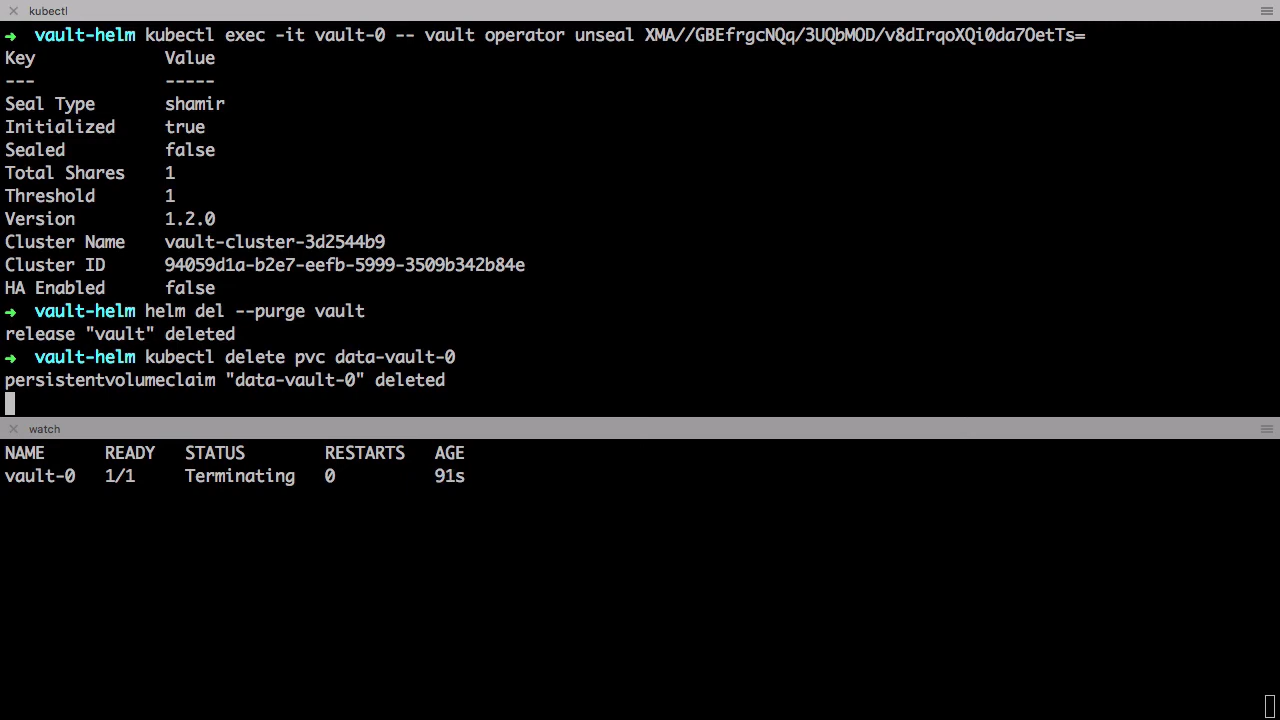 kubectl
➜ vault-helm kubectl exec -it vault-0 -- vault operator unseal XMA//GBEfrgcNQq/3UQbMOD/v8dIrqoXQi0da7OetTs=
Key Value
--- -----
Seal Type shamir
Initialized true
Sealed false
Total Shares 1
Threshold 1
Version 1.2.0
Cluster Name vault-cluster-3d2544b9
Cluster ID 94059d1a-b2e7-eefb-5999-3509b342b84e
HA Enabled false
➜ vault-helm helm del --purge vault
release "vault" deleted
➜ vault-helm kubectl delete pvc data-vault-0
persistentvolumeclaim "data-vault-0" deleted
watch
NAME READY STATUS RESTARTS AGE
vault-0 1/1 Terminating 0 91s